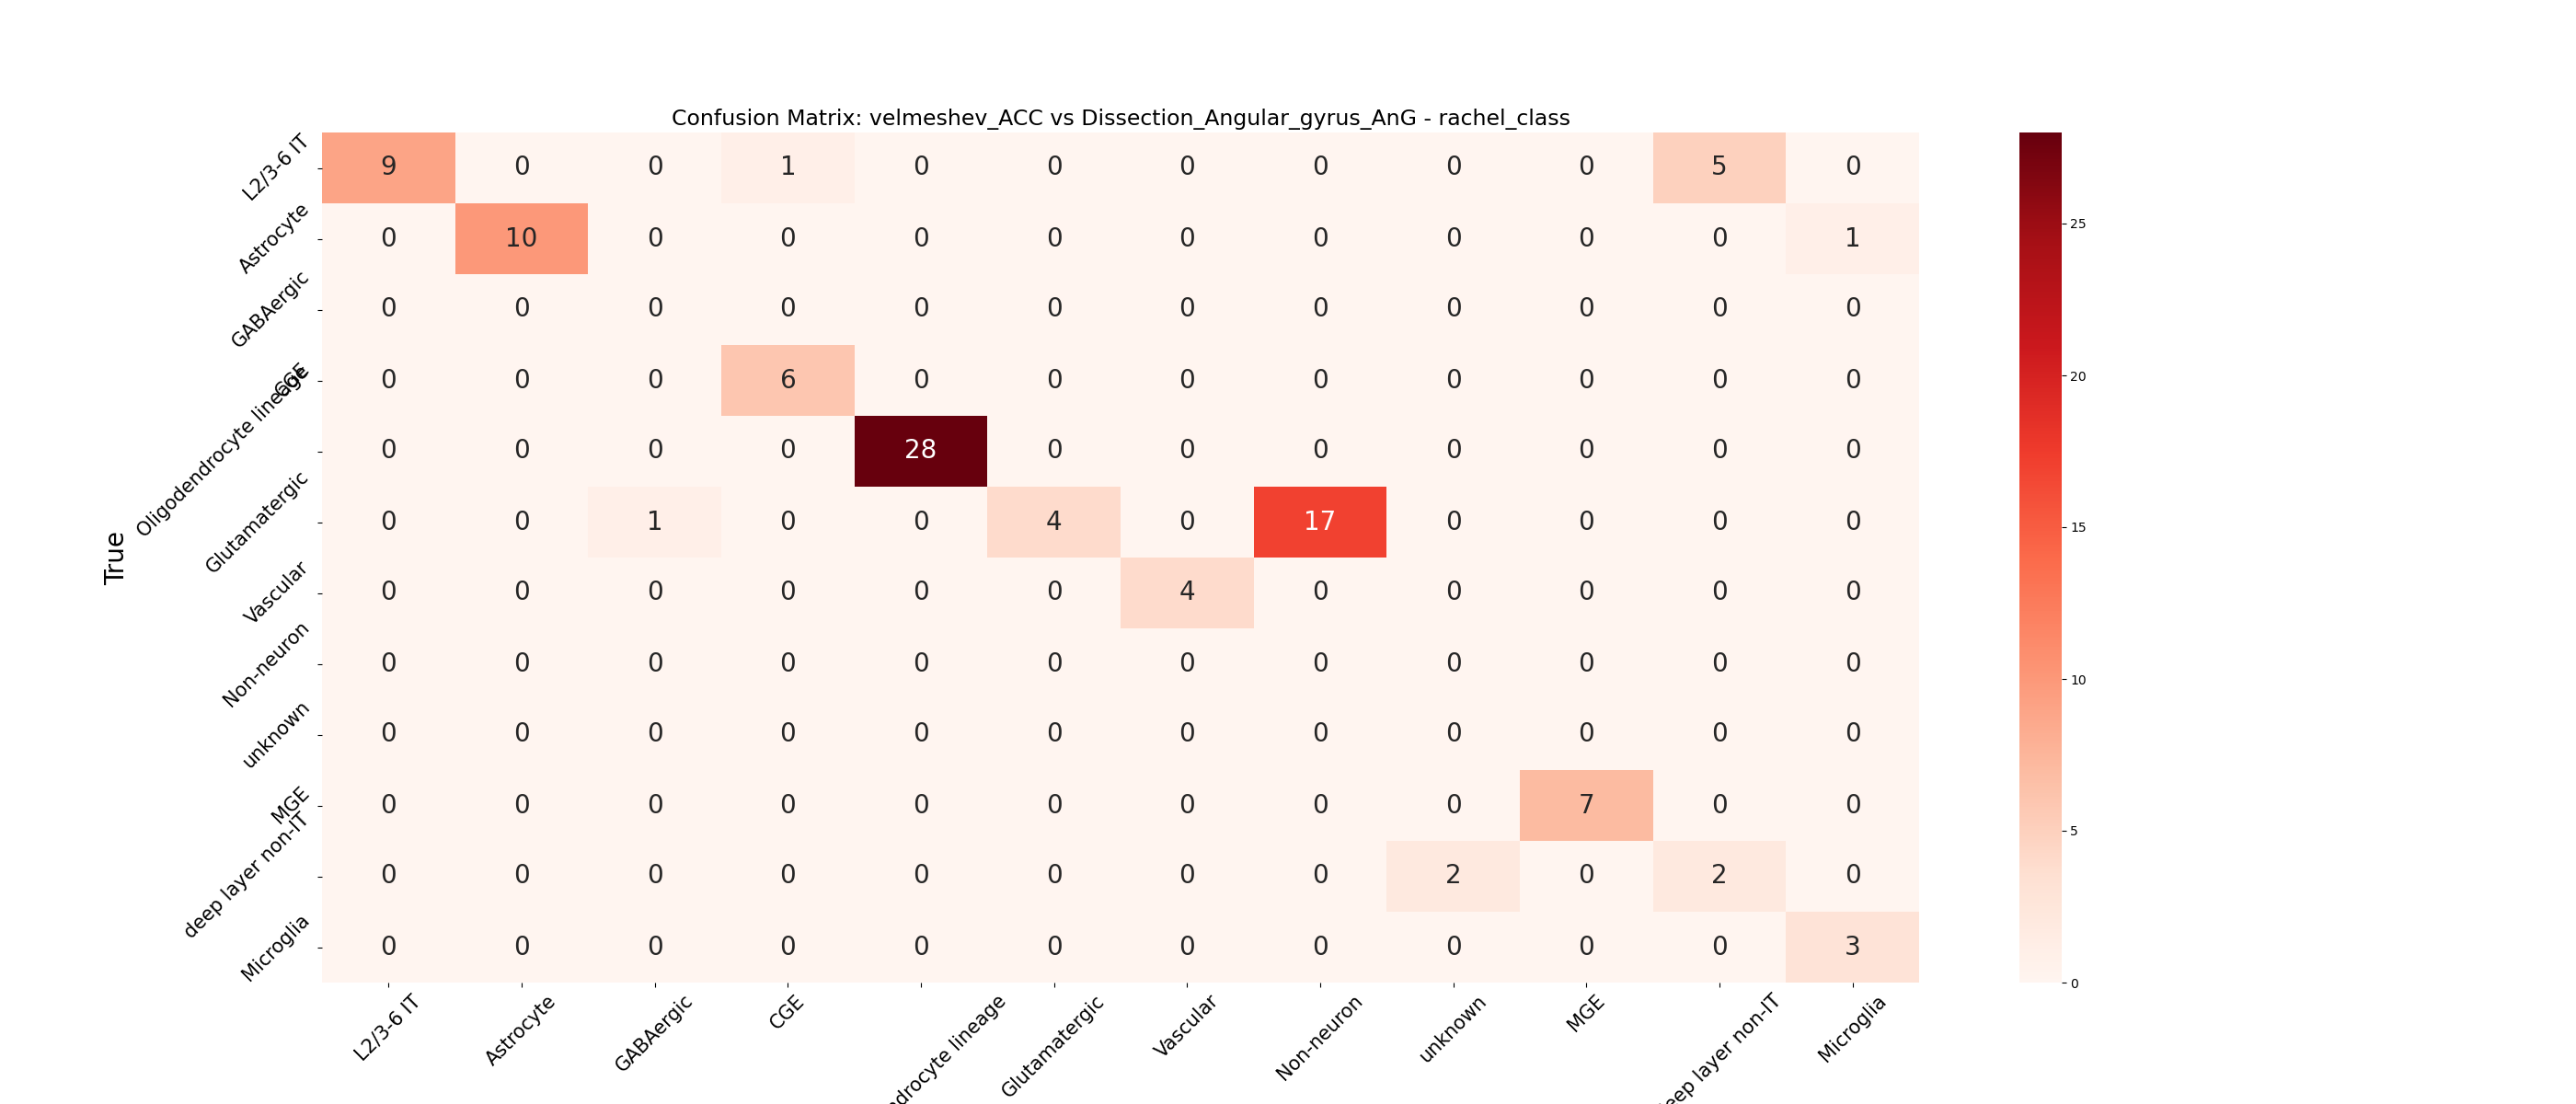 Confusion Matrix: velmeshev_ACC vs Dissection_Angular_gyrus_AnG - rachel_class
True
L2/3-6 IT 9 0 0 1 0 0 0 0 0 0 5 0
Astrocyte 0 10 0 0 0 0 0 0 0 0 0 1
GABAergic 0 0 0 0 0 0 0 0 0 0 0 0
CGE 0 0 0 6 0 0 0 0 0 0 0 0
Oligodendrocyte lineage 0 0 0 0 28 0 0 0 0 0 0 0
Glutamatergic 0 0 1 0 0 4 0 17 0 0 0 0
Vascular 0 0 0 0 0 0 4 0 0 0 0 0
Non-neuron 0 0 0 0 0 0 0 0 0 0 0 0
unknown 0 0 0 0 0 0 0 0 0 0 0 0
MGE 0 0 0 0 0 0 0 0 0 7 0 0
deep layer non-IT 0 0 0 0 0 0 0 0 2 0 2 0
Microglia 0 0 0 0 0 0 0 0 0 0 0 3
L2/3-6 IT
Astrocyte
GABAergic
CGE
drocyte lineage
Glutamatergic
Vascular
Non-neuron
unknown
MGE
eep layer non-IT
Microglia
25
20
15
10
5
0